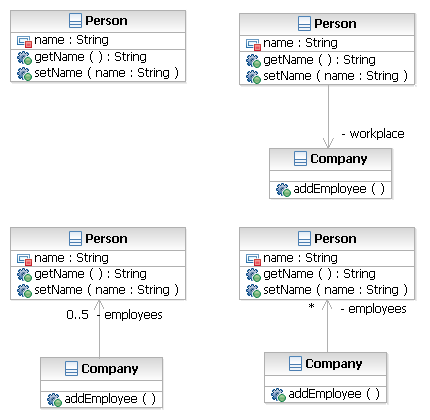 Person
name : String
getName ( ) : String
setName ( name : String )
Person
name : String
getName ( ) : String
setName ( name : String )
- workplace
Company
addEmployee ( )
Person
name : String
getName ( ) : String
setName ( name : String )
0..5 - employees
Company
addEmployee ( )
Person
name : String
getName ( ) : String
setName ( name : String )
* - employees
Company
addEmployee ( )